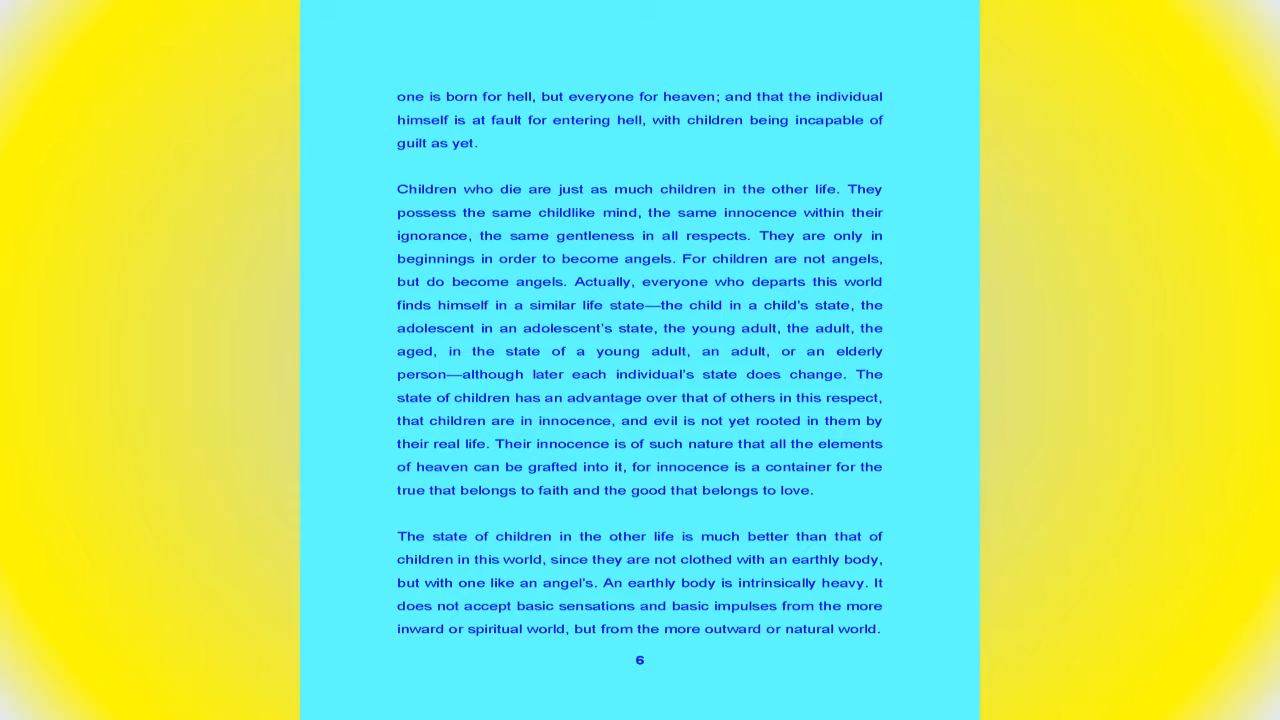 one is born for hell, but everyone for heaven; and that the individual
himself is at fault for entering hell, with children being incapable of
guilt as yet.
Children who die are just as much children in the other life. They
possess the same childlike mind, the same innocence within their
ignorance, the same gentleness in all respects. They are only in
beginnings in order to become angels. For children are not angels,
but do become angels. Actually, everyone who departs this world
finds himself in a similar life state—the child in a child's state, the
adolescent in an adolescent's state, the young adult, the adult, the
aged, in the state of a young adult, an adult, or an elderly
person—although later each individual's state does change. The
state of children has an advantage over that of others in this respect,
that children are in innocence, and evil is not yet rooted in them by
their real life. Their innocence is of such nature that all the elements
of heaven can be grafted into it, for innocence is a container for the
true that belongs to faith and the good that belongs to love.
The state of children in the other life is much better than that of
children in this world, since they are not clothed with an earthly body,
but with one like an angel's. An earthly body is intrinsically heavy. It
does not accept basic sensations and basic impulses from the more
inward or spiritual world, but from the more outward or natural world.
6